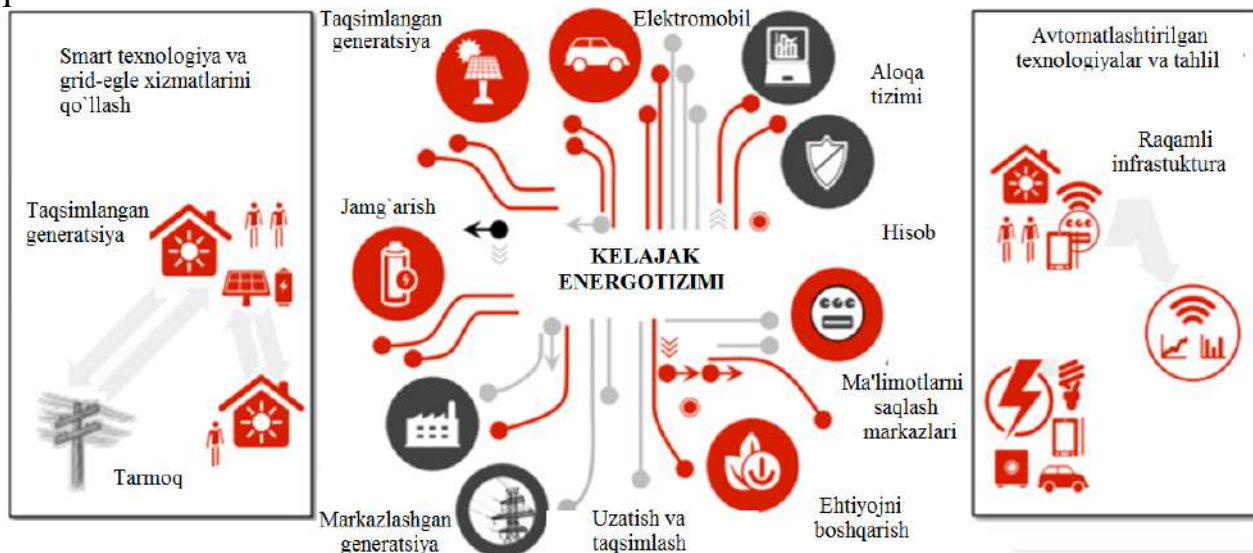 Smart texnologiya va
grid-egle xizmatlarini
qo`llash
Taqsimlangan
generatsiya
Tarmoq
Taqsimlangan
generatsiya
Elektromobil
Aloqa
tizimi
Jamg`arish
Hisob
KELAJAK
ENERGOTIZIMI
Ma'limotlarni
saqlash
markazlari
Markazlashgan
generatsiya
Uzatish va
taqsimlash
Ehtiyojni
boshqarish
Avtomatlashtirilgan
texnologiyalar va tahlil
Raqamli
infrastuktura